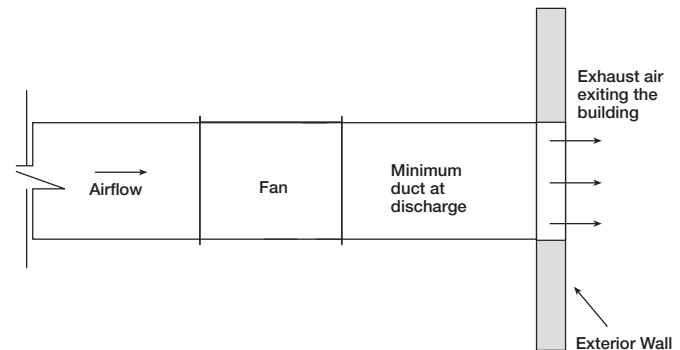 Exhaust air
exiting the
building
Airflow
Fan
Minimum
duct at
discharge
Exterior Wall